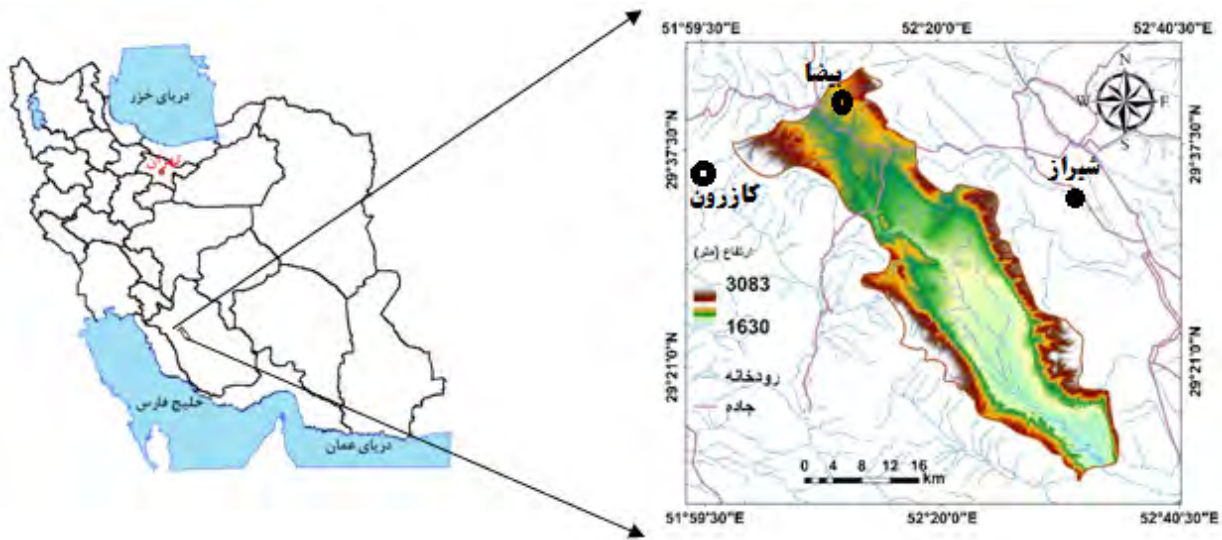 دریای خزر
تهران
خلیج فارس
دریای عمان
51°59'30"E
52°20'0"E
52°40'30"E
29°37'30"N
29°21'0"N
بیضا
کازرون
شیراز
N
W
E
S
ارتفاع (متر)
3083
1630
رودخانه
جاده
0 4 8 12 16
km
29°37'30"N
29°21'0"N
51°59'30"E
52°20'0"E
52°40'30"E